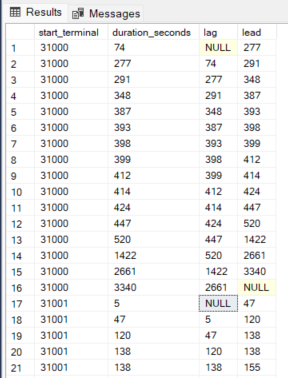 Results Messages
start_terminal duration_seconds lag lead
1 31000 74 NULL 277
2 31000 277 74 291
3 31000 291 277 348
4 31000 348 291 387
5 31000 387 348 393
6 31000 393 387 398
7 31000 398 393 399
8 31000 399 398 412
9 31000 412 399 414
10 31000 414 412 424
11 31000 424 414 447
12 31000 447 424 520
13 31000 520 447 1422
14 31000 1422 520 2661
15 31000 2661 1422 3340
16 31000 3340 2661 NULL
17 31001 5 NULL 47
18 31001 47 5 120
19 31001 120 47 138
20 31001 138 120 138
21 31001 138 138 155